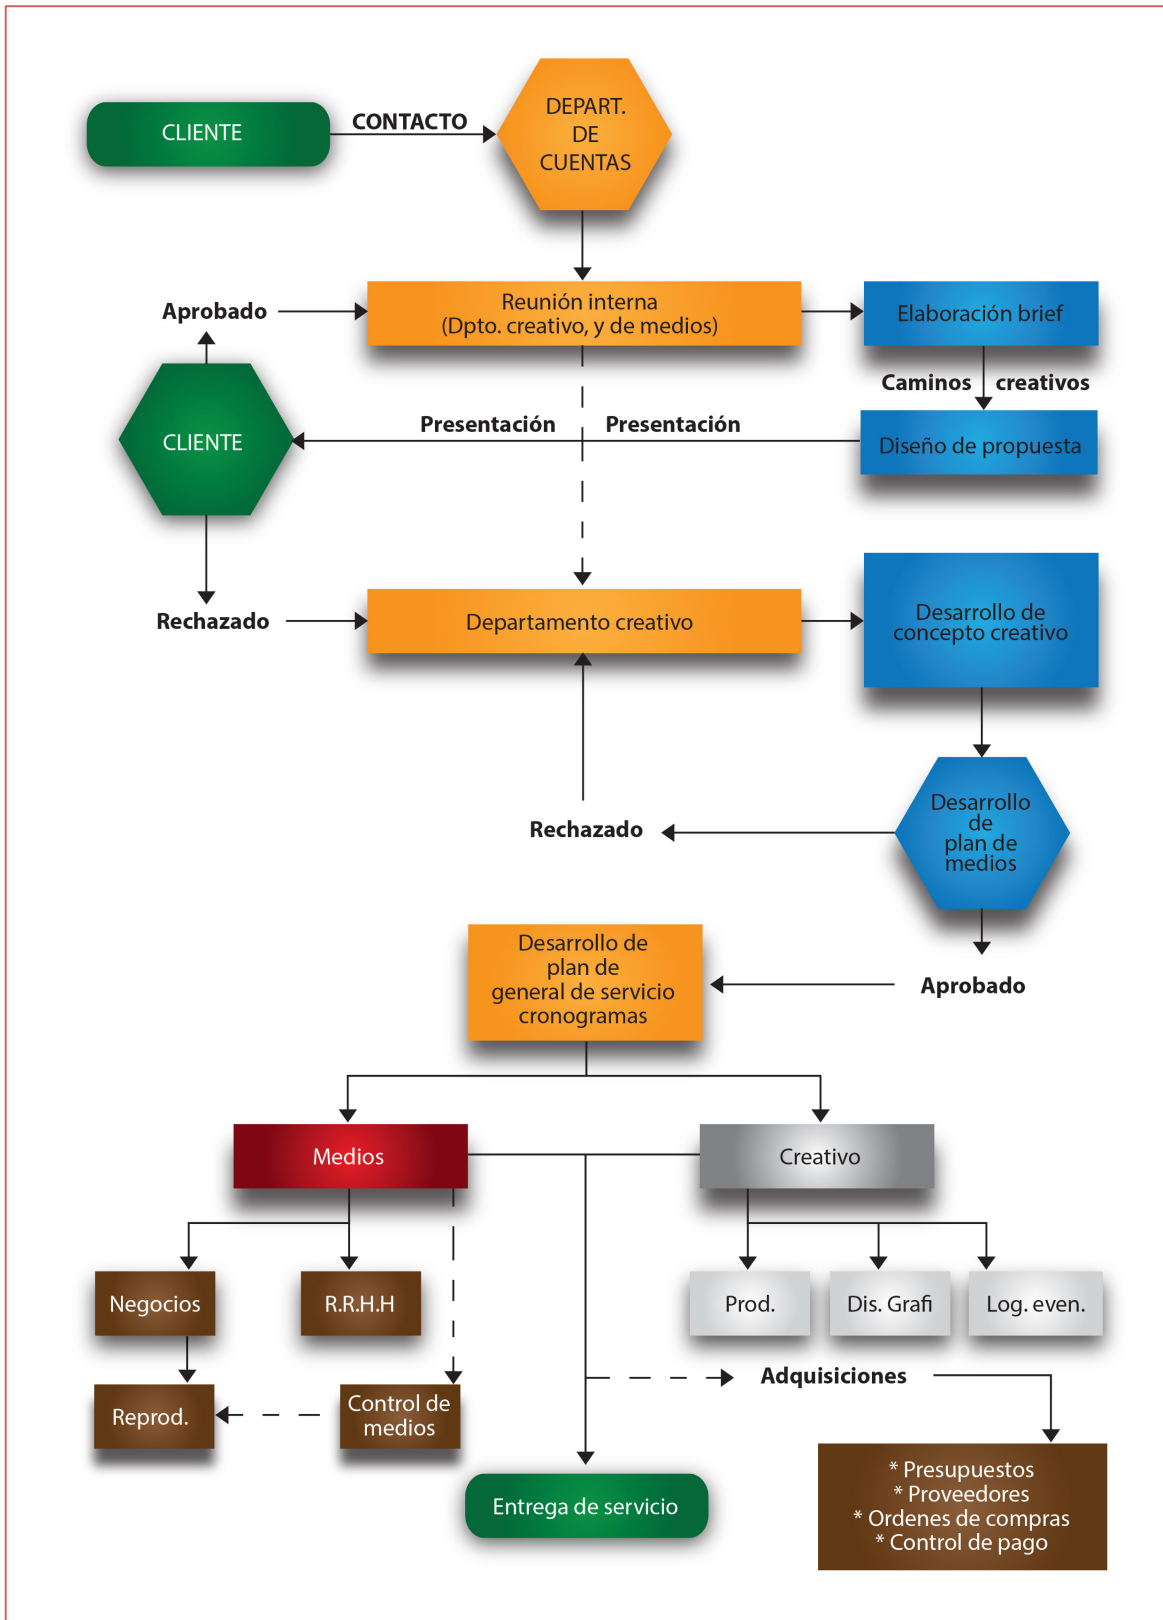 CLIENTE
CONTACTO
DEPART.
DE
CUENTAS
Aprobado
Reunión interna
(Dpto. creativo, y de medios)
Elaboración brief
Caminos creativos
CLIENTE
Presentación
Presentación
Diseño de propuesta
Rechazado
Departamento creativo
Desarrollo de
concepto creativo
Desarrollo
de
plan de
medios
Rechazado
Desarrollo de
plan de
general de servicio
cronogramas
Aprobado
Medios
Creativo
Negocios
R.R.H.H
Prod.
Dis. Grafi
Log. even.
Reprod.
Control de
medios
Adquisiciones
Entrega de servicio
* Presupuestos
* Proveedores
* Ordenes de compras
* Control de pago